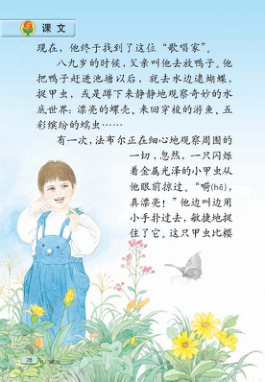 课文
现在，他终于找到了这位“歌唱家”。
八九岁的时候，父亲叫他去放鸭子。他
把鸭子赶进池塘以后，就去水边逮蝴蝶，
捉甲虫，或是蹲下来静静地观察奇妙的水
底世界：漂亮的螺壳、来回穿梭的游鱼、五
彩缤纷的蠕虫……
有一次，法布尔正在细心地观察周围的
一切，忽然，一只闪烁
着金属光泽的小甲虫从
他眼前掠过。“嗬(hē)，
真漂亮！”他边叫边用
小手扑过去，敏捷地捉
住了它。这只甲虫比樱